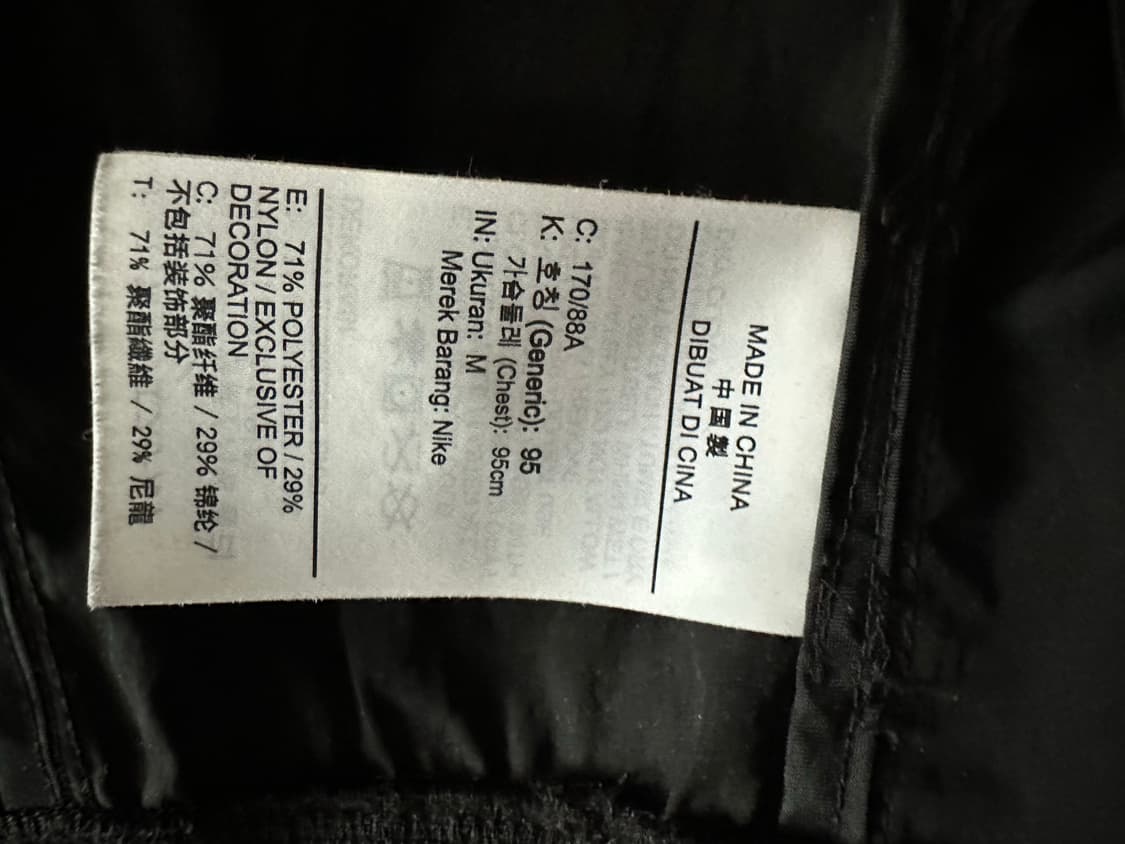 MADE IN CHINA
中國製
DIBUAT DI CINA
C: 170/88A
K: 호칭 (Generic): 95
가슴둘레 (Chest): 95cm
IN: Ukuran: M
Merek Barang: Nike
E: 71% POLYESTER / 29%
NYLON / EXCLUSIVE OF
DECORATION
C: 71% 聚酯纤维 / 29% 锦纶 /
不包括装饰部分
T: 71% 聚酯纖維 / 29% 尼龍